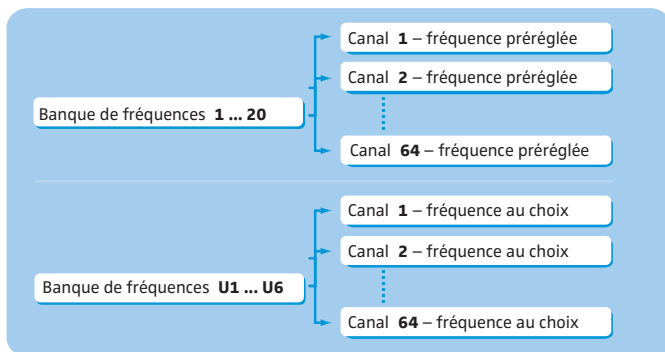 Canal 1 – fréquence préréglée
Canal 2 – fréquence préréglée
Banque de fréquences 1 ... 20
Canal 64 – fréquence préréglée
Canal 1 – fréquence au choix
Canal 2 – fréquence au choix
Banque de fréquences U1 ... U6
Canal 64 – fréquence au choix